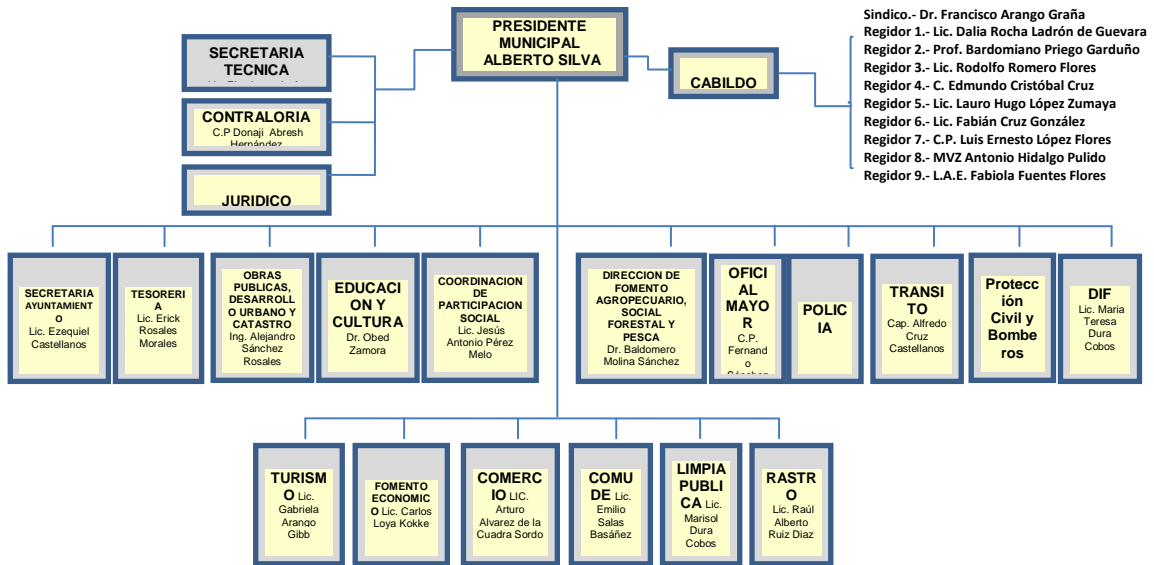 PRESIDENTE
MUNICIPAL
ALBERTO SILVA
SECRETARIA
TECNICA
CONTRALORIA
C.P Donaji Abresh
Hernández
JURIDICO
CABILDO
Sindico.- Dr. Francisco Arango Graña
Regidor 1.- Lic. Dalia Rocha Ladrón de Guevara
Regidor 2.- Prof. Bardomiano Priego Garduño
Regidor 3.- Lic. Rodolfo Romero Flores
Regidor 4.- C. Edmundo Cristóbal Cruz
Regidor 5.- Lic. Lauro Hugo López Zumaya
Regidor 6.- Lic. Fabián Cruz González
Regidor 7.- C.P. Luis Ernesto López Flores
Regidor 8.- MVZ Antonio Hidalgo Pulido
Regidor 9.- L.A.E. Fabiola Fuentes Flores
SECRETARIA
AYUNTAMIENT
O
Lic. Ezequiel
Castellanos
TESORERI
A
Lic. Erick
Rosales
Morales
OBRAS
PUBLICAS,
DESARROLL
O URBANO Y
CATASTRO
Ing. Alejandro
Sánchez
Rosales
EDUCACI
ON Y
CULTURA
Dr. Obed
Zamora
COORDINACION
DE
PARTICIPACION
SOCIAL
Lic. Jesús
Antonio Pérez
Melo
DIRECCION DE
FOMENTO
AGROPECUARIO,
SOCIAL
FORESTAL Y
PESCA
Dr. Baldomero
Molina Sánchez
OFICI
AL
MAYO
R
C.P.
Fernand
o
Sánchez
POLIC
IA
TRANSI
TO
Cap. Alfredo
Cruz
Castellanos
Protecc
ión
Civil y
Bombe
ros
DIF
Lic. Maria
Teresa
Dura
Cobos
TURISM
O Lic.
Gabriela
Arango
Gibb
FOMENTO
ECONOMIC
O Lic. Carlos
Loya Kokke
COMERC
IO LIC.
Arturo
Alvarez de la
Cuadra Sordo
COMU
DE Lic.
Emilio
Salas
Basáñez
LIMPIA
PUBLI
CA Lic.
Marisol
Dura
Cobos
RASTR
O
Lic. Raúl
Alberto
Ruiz Diaz